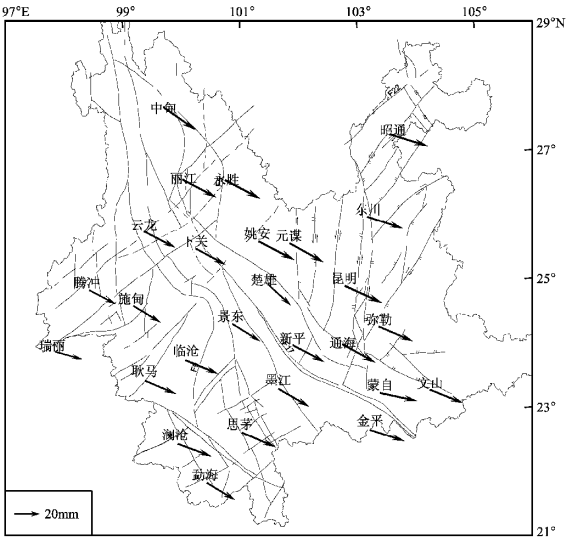 97°E 99° 101° 103° 105°
29°N
中甸
昭通
27°
丽江 永胜
东川
云龙 下关 姚安 元谋
25°
腾冲 施甸 楚雄 昆明
景东 弥勒
瑞丽 临沧 新平 通海
耿马 墨江 蒙自 文山
23°
澜沧 思茅 金平
勐海
20mm
21°